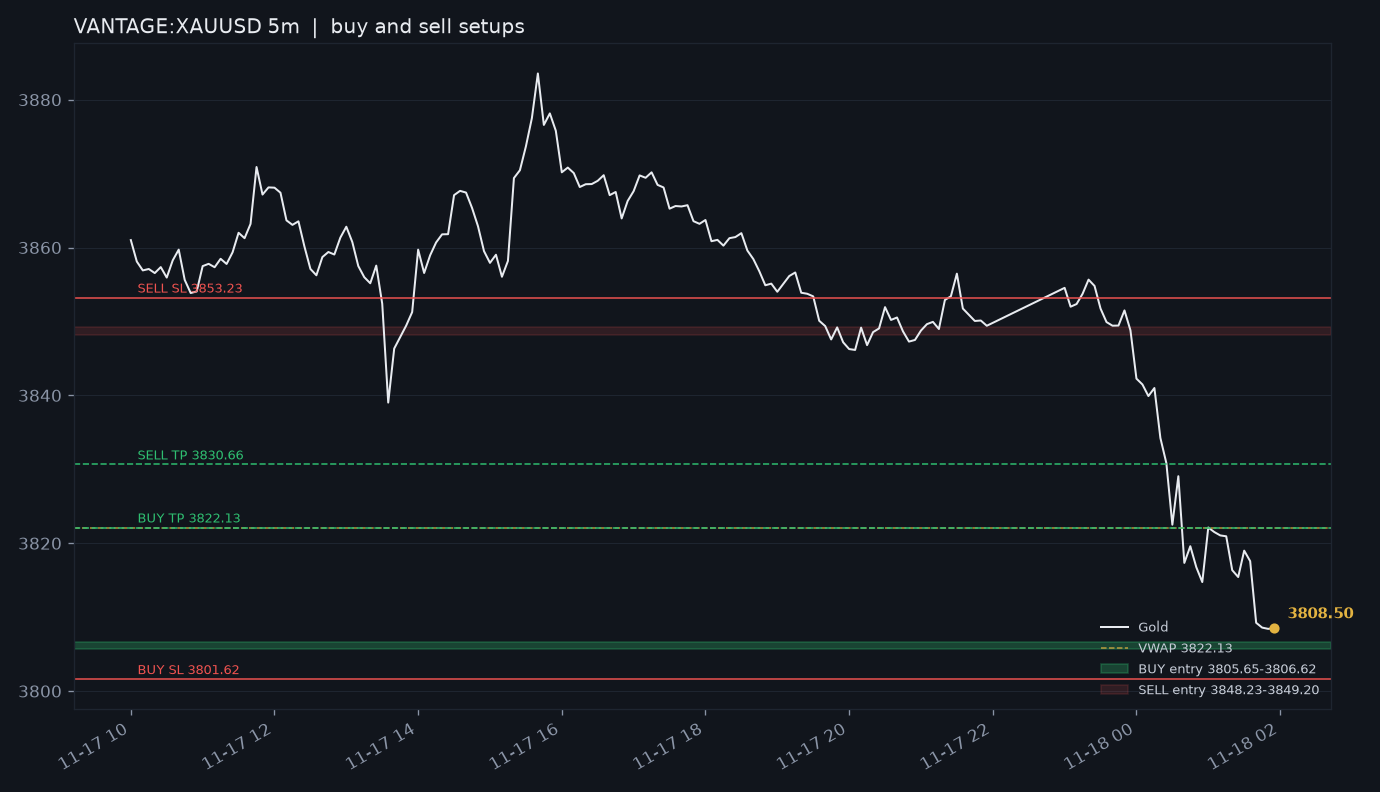 VANTAGE:XAUUSD 5m | buy and sell setups
3880
3860
SELL SL 3853.23
3840
SELL TP 3830.66
BUY TP 3822.13
3820
3808.50
Gold
VWAP 3822.13
BUY SL 3801.62
BUY entry 3805.65-3806.62
3800
SELL entry 3848.23-3849.20
11-17 10
11-17 12
11-17 14
11-17 16
11-17 18
11-17 20
11-17 22
11-18 00
11-18 02